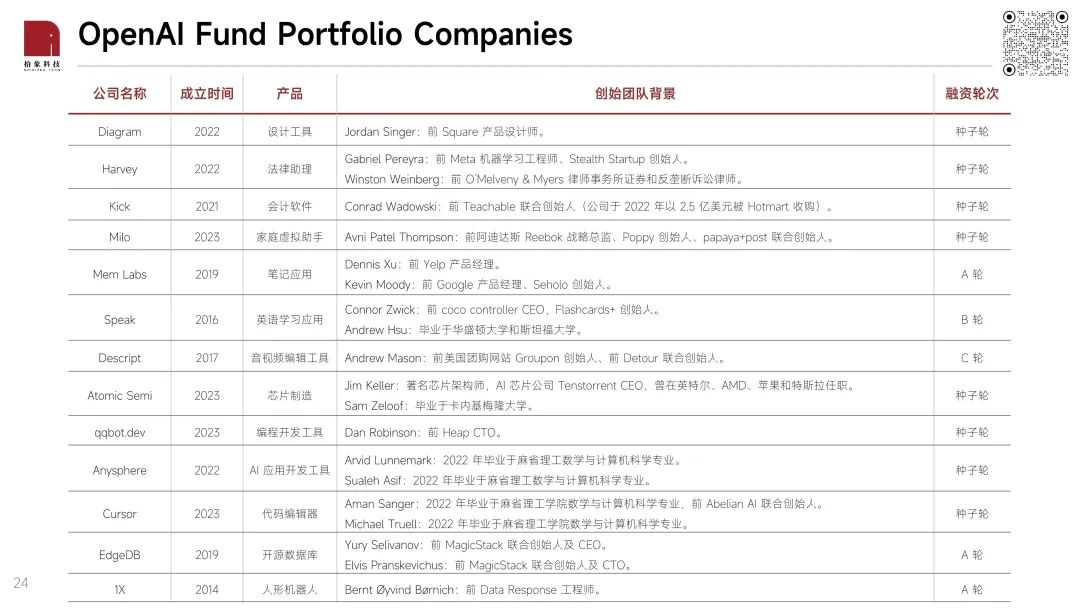 OpenAI Fund Portfolio Companies
拾象科技
SHIXIANG TECH
公司名称 成立时间 产品 创始团队背景 融资轮次
Diagram 2022 设计工具 Jordan Singer：前 Square 产品设计师。 种子轮
Harvey 2022 法律助理 Gabriel Pereyra：前 Meta 机器学习工程师、Stealth Startup 创始人。 种子轮
Winston Weinberg：前 O'Melveny & Myers 律师事务所证券和反垄断诉讼律师。
Kick 2021 会计软件 Conrad Wadowski：前 Teachable 联合创始人（公司于 2022 年以 2.5 亿美元被 Hotmart 收购）。 种子轮
Milo 2023 家庭虚拟助手 Avni Patel Thompson：前阿迪达斯 Reebok 战略总监、Poppy 创始人、papaya+post 联合创始人。 种子轮
Mem Labs 2019 笔记应用 Dennis Xu：前 Yelp 产品经理。 A 轮
Kevin Moody：前 Google 产品经理、Seholo 创始人。
Speak 2016 英语学习应用 Connor Zwick：前 coco controller CEO，Flashcards+ 创始人。 B 轮
Andrew Hsu：毕业于华盛顿大学和斯坦福大学。
Descript 2017 音视频编辑工具 Andrew Mason：前美国团购网站 Groupon 创始人、前 Detour 联合创始人。 C 轮
Atomic Semi 2023 芯片制造 Jim Keller：著名芯片架构师，AI 芯片公司 Tenstorrent CEO，曾在英特尔、AMD、苹果和特斯拉任职。 种子轮
Sam Zeloof：毕业于卡内基梅隆大学。
qqbot.dev 2023 编程开发工具 Dan Robinson：前 Heap CTO。 种子轮
Anysphere 2022 AI 应用开发工具 Arvid Lunnemark：2022 年毕业于麻省理工数学与计算机科学专业。 种子轮
Sualeh Asif：2022 年毕业于麻省理工数学与计算机科学专业。
Cursor 2023 代码编辑器 Aman Sanger：2022 年毕业于麻省理工学院数学与计算机科学专业，前 Abelian AI 联合创始人。 种子轮
Michael Truell：2022 年毕业于麻省理工学院数学与计算机科学专业。
EdgeDB 2019 开源数据库 Yury Selivanov：前 MagicStack 联合创始人及 CEO。 A 轮
Elvis Pranskevichus：前 MagicStack 联合创始人及 CTO。
1X 2014 人形机器人 Bernt Øyvind Børnich：前 Data Response 工程师。 A 轮
24